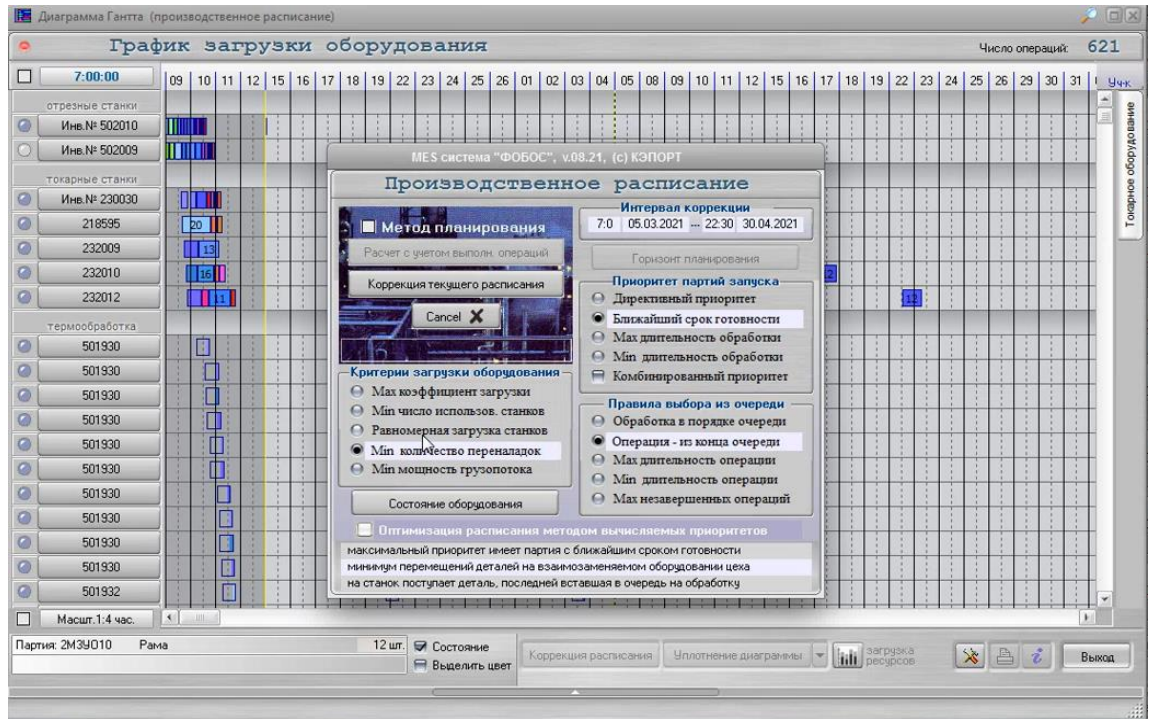 Диаграмма Гантта (производственное расписание)
График загрузки оборудования
Число операций: 621
7:00:00
09 10 11 12 15 16 17 18 19 22 23 24 25 26 01 02 03 04 05 08 09 10 11 12 15 16 17 18 19 22 23 24 25 26 29 30 31
Уч-к
Токарное оборудование
отрезные станки
Инв.№ 502010
Инв.№ 502009
токарные станки
Инв.№ 230030
218595
20
232009
13
232010
16
12
232012
11
12
термообработка
501930
501930
501930
501930
501930
501930
501930
501930
501930
501930
501932
Масшт.1:4 час.
MES система "ФОБОС", v.08.21, (c) КЭПОРТ
Производственное расписание
Метод планирования
Расчет с учетом выполн. операций
Коррекция текущего расписания
Cancel
Интервал коррекции
7:0 05.03.2021 --- 22:30 30.04.2021
Горизонт планирования
Приоритет партий запуска
Директивный приоритет
Ближайший срок готовности
Max длительность обработки
Min длительность обработки
Комбинированный приоритет
Критерии загрузки оборудования
Max коэффициент загрузки
Min число использов. станков
Равномерная загрузка станков
Min количество переналадок
Min мощность грузопотока
Правила выбора из очереди
Обработка в порядке очереди
Операция - из конца очереди
Max длительность операции
Min длительность операции
Max незавершенных операций
Состояние оборудования
Оптимизация расписания методом вычисляемых приоритетов
максимальный приоритет имеет партия с ближайшим сроком готовности
минимум перемещений деталей на взаимозаменяемом оборудовании цеха
на станок поступает деталь, последней вставшая в очередь на обработку
Партия: 2МЗУ010 Рама 12 шт.
Состояние
Выделить цвет
Коррекция расписания
Уплотнение диаграммы
загрузка
ресурсов
Выход